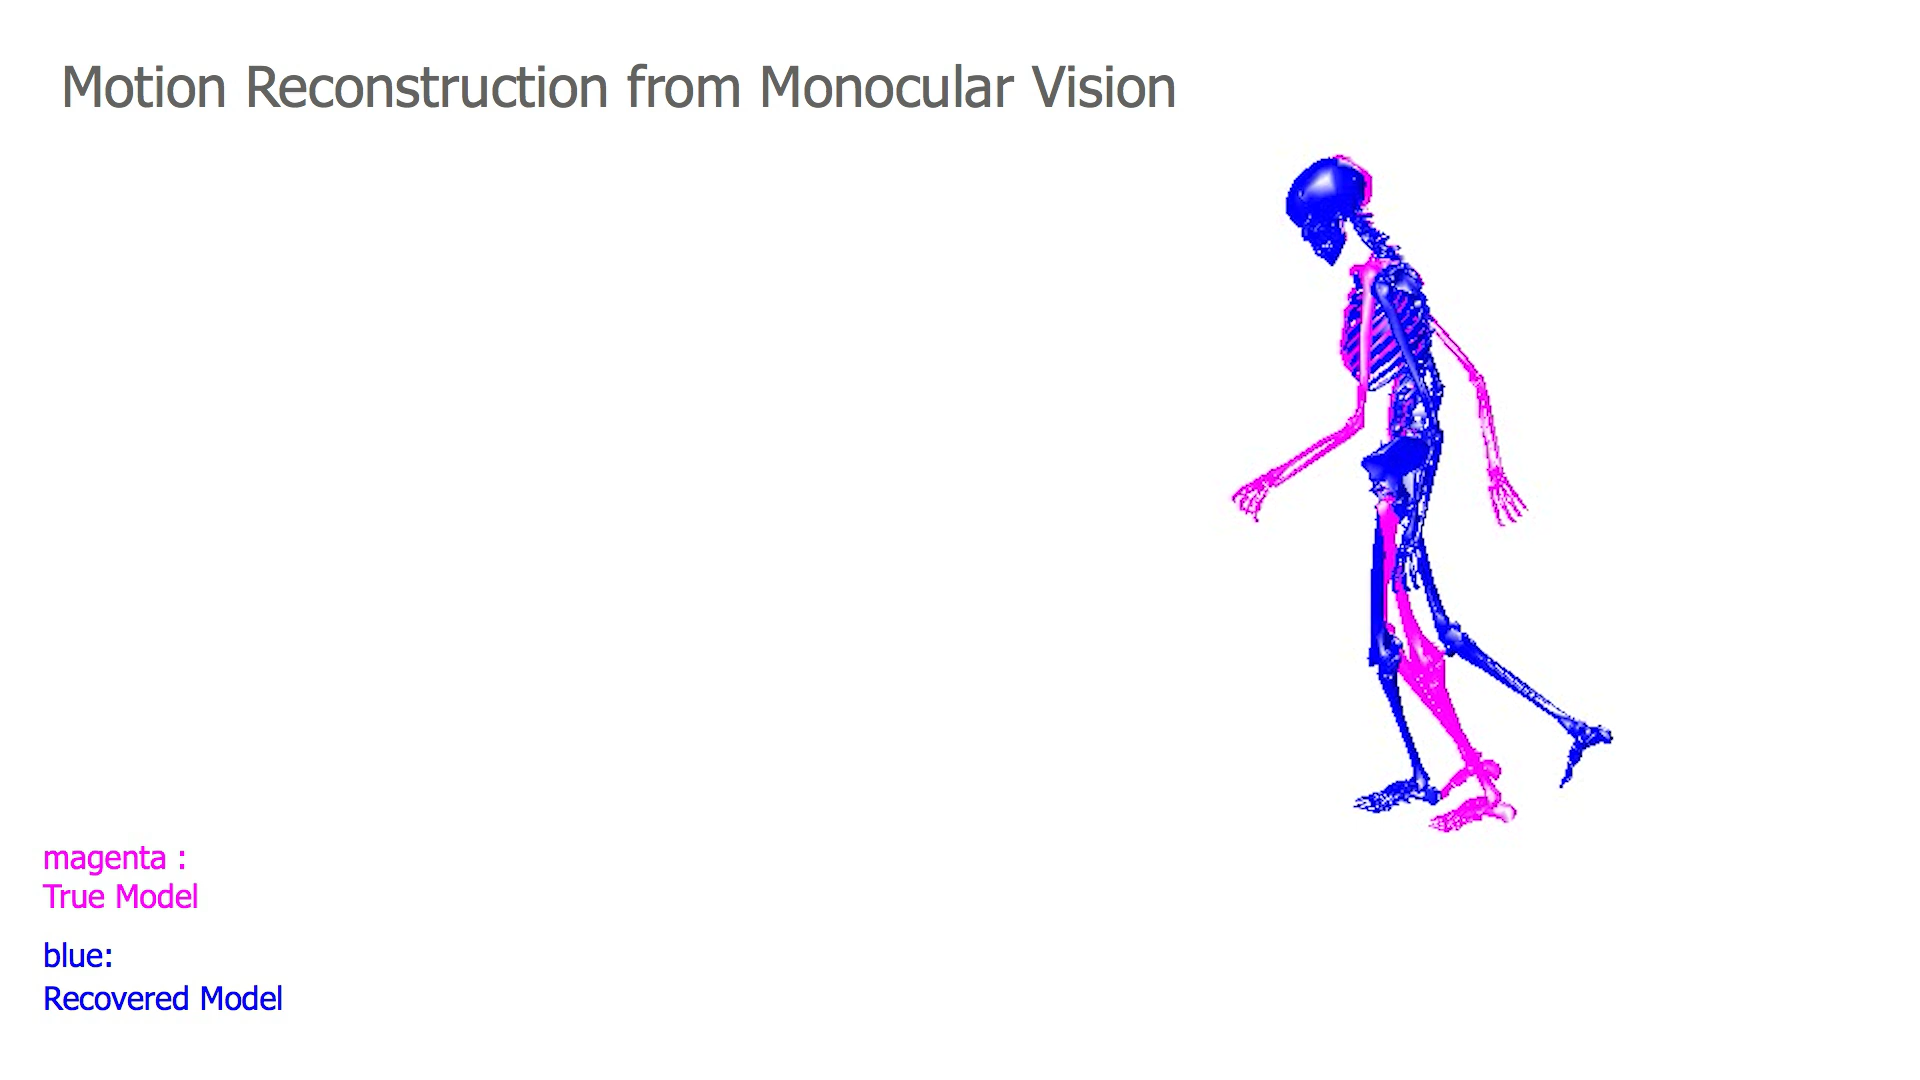 Motion Reconstruction from Monocular Vision
magenta :
True Model
blue:
Recovered Model